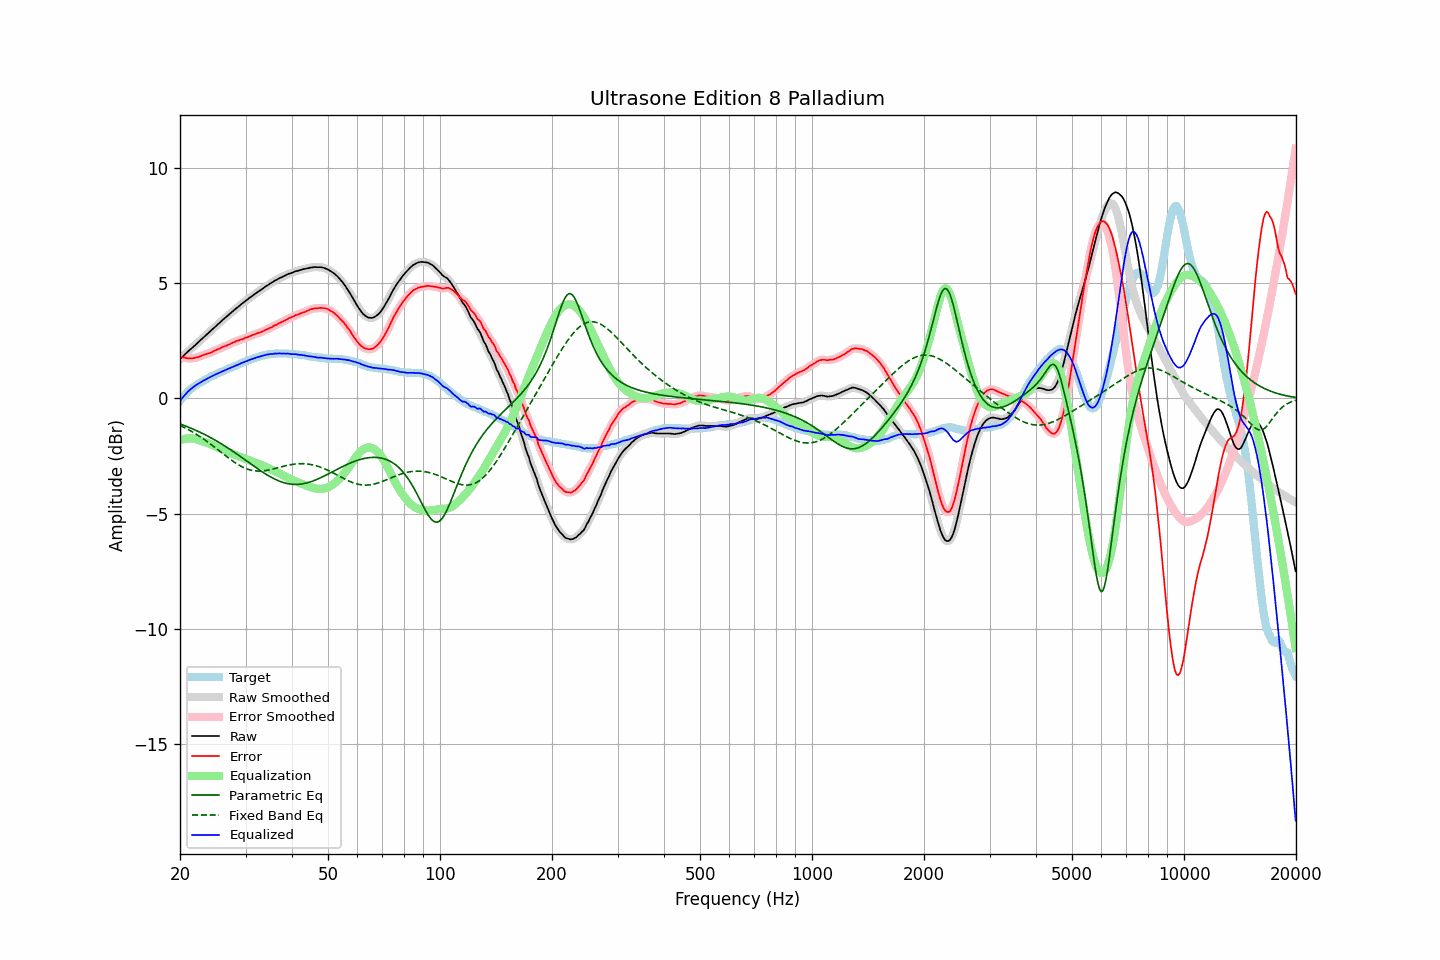 Ultrasone Edition 8 Palladium
Amplitude (dBr)
10
5
0
−5
−10
−15
Target
Raw Smoothed
Error Smoothed
Raw
Error
Equalization
Parametric Eq
Fixed Band Eq
Equalized
20 50 100 200 500 1000 2000 5000 10000 20000
Frequency (Hz)